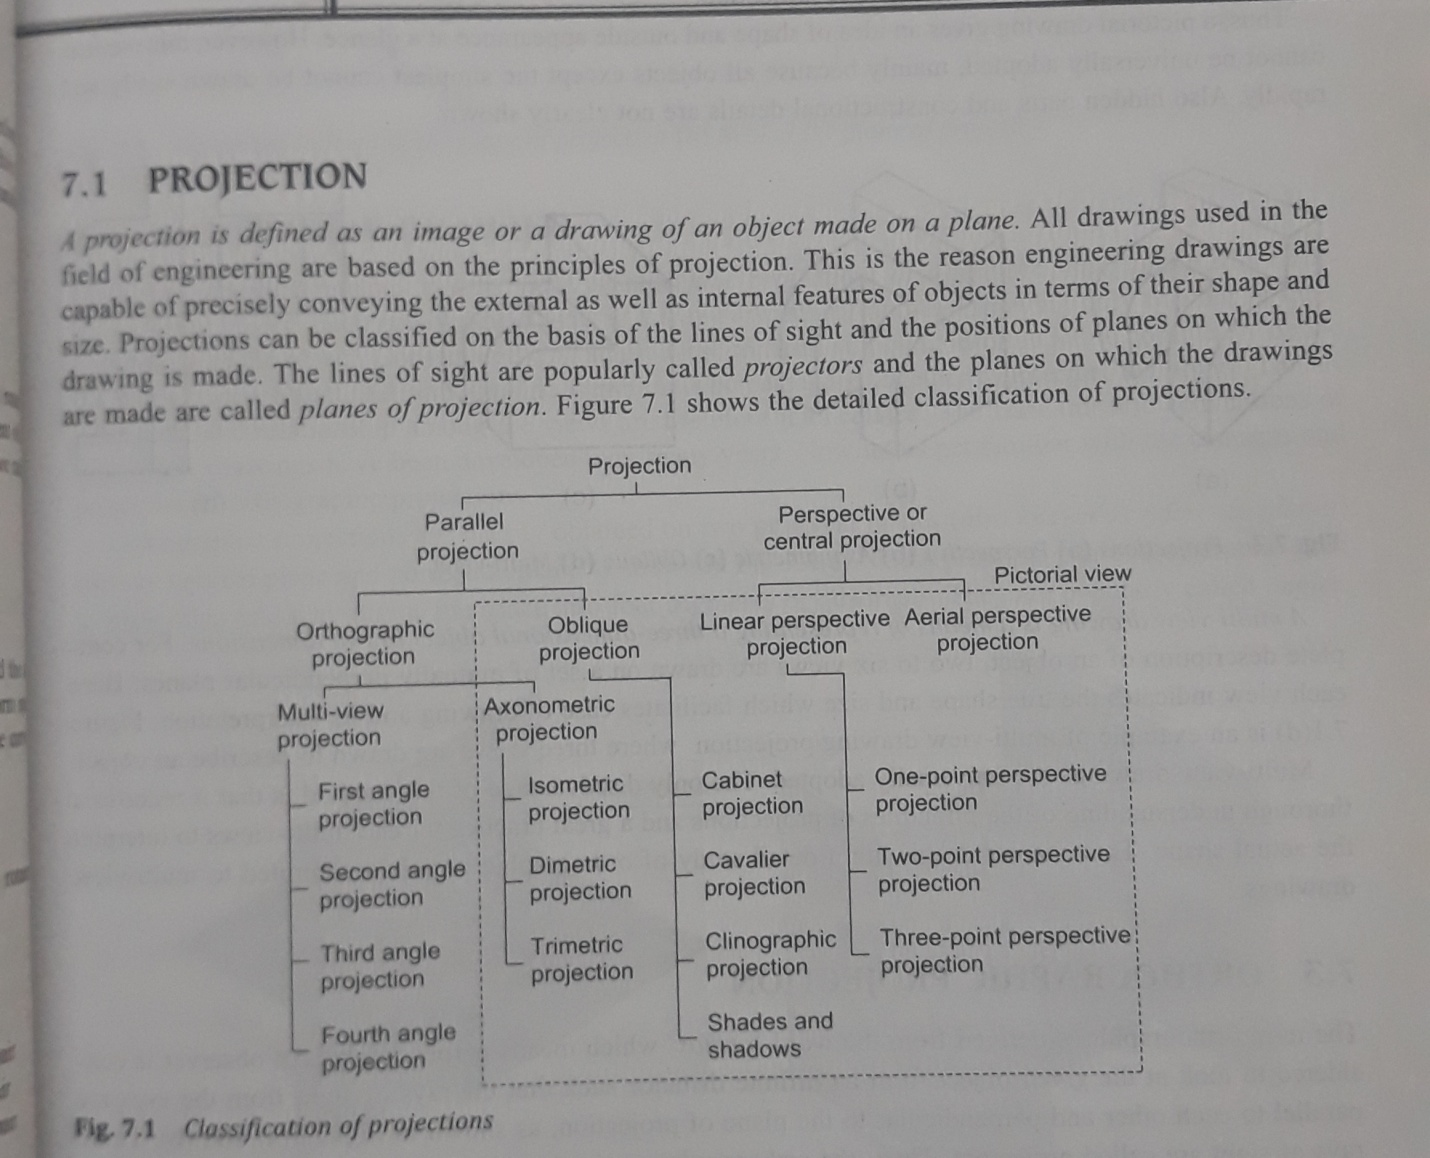 7.1 PROJECTION
A projection is defined as an image or a drawing of an object made on a plane. All drawings used in the
field of engineering are based on the principles of projection. This is the reason engineering drawings are
capable of precisely conveying the external as well as internal features of objects in terms of their shape and
size. Projections can be classified on the basis of the lines of sight and the positions of planes on which the
drawing is made. The lines of sight are popularly called projectors and the planes on which the drawings
are made are called planes of projection. Figure 7.1 shows the detailed classification of projections.
Projection
Parallel
projection
Perspective or
central projection
Pictorial view
Orthographic
projection
Oblique
projection
Linear perspective
projection
Aerial perspective
projection
Multi-view
projection
Axonometric
projection
First angle
projection
Second angle
projection
Third angle
projection
Fourth angle
projection
Isometric
projection
Dimetric
projection
Trimetric
projection
Cabinet
projection
Cavalier
projection
Clinographic
projection
Shades and
shadows
One-point perspective
projection
Two-point perspective
projection
Three-point perspective
projection
Fig. 7.1 Classification of projections